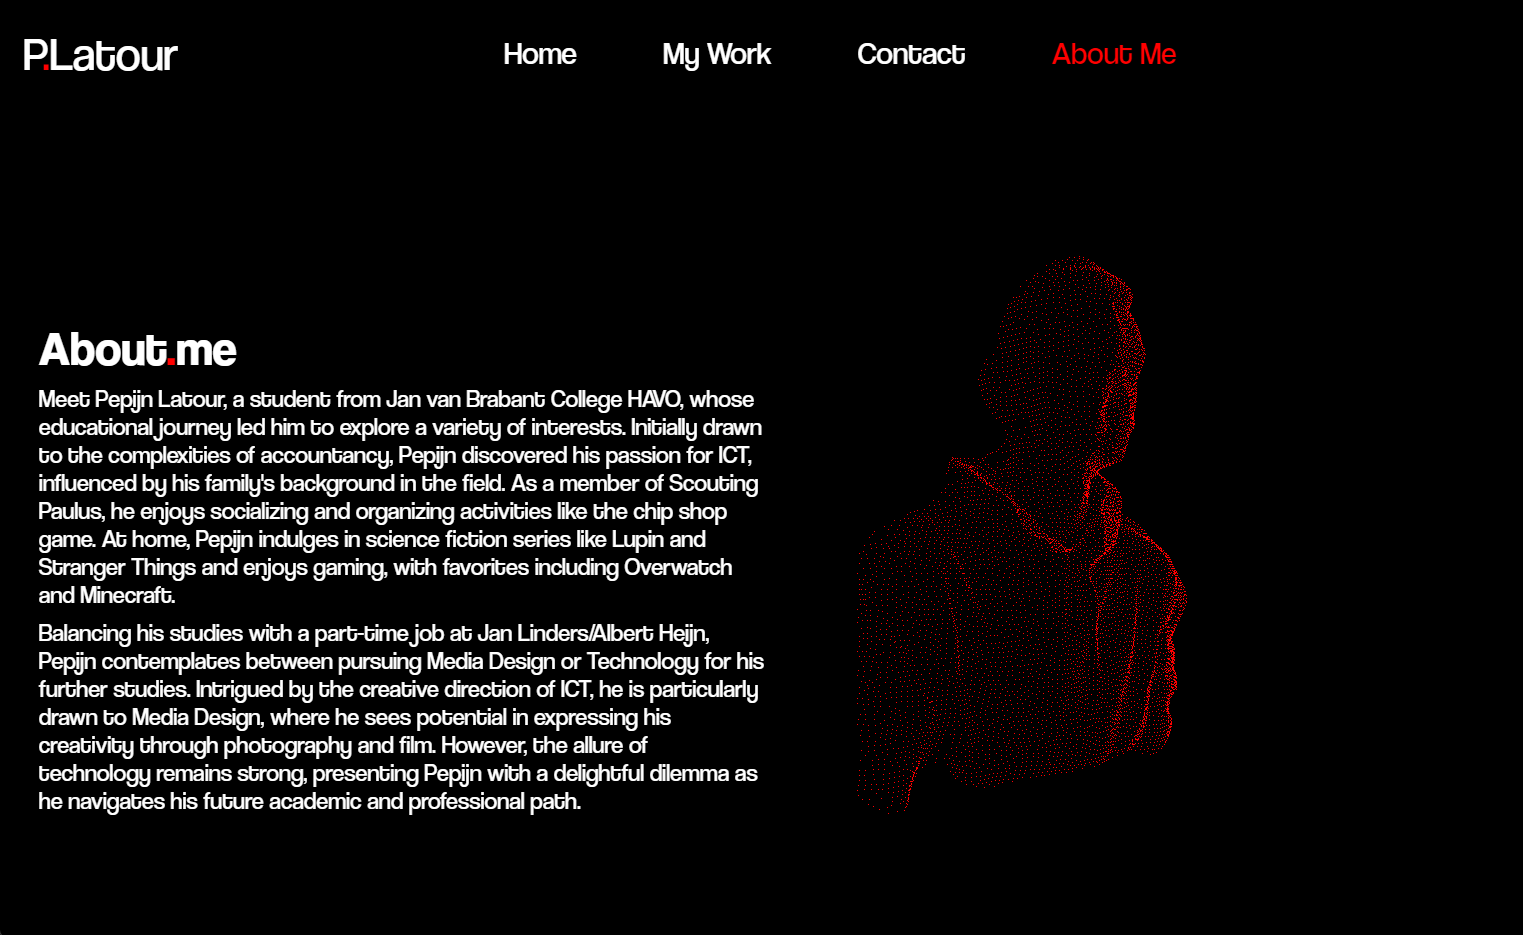 P.Latour
Home
My Work
Contact
About Me
About.me
Meet Pepijn Latour, a student from Jan van Brabant College HAVO, whose
educational journey led him to explore a variety of interests. Initially drawn
to the complexities of accountancy, Pepijn discovered his passion for ICT,
influenced by his family's background in the field. As a member of Scouting
Paulus, he enjoys socializing and organizing activities like the chip shop
game. At home, Pepijn indulges in science fiction series like Lupin and
Stranger Things and enjoys gaming, with favorites including Overwatch
and Minecraft.
Balancing his studies with a part-time job at Jan Linders/Albert Heijn,
Pepijn contemplates between pursuing Media Design or Technology for his
further studies. Intrigued by the creative direction of ICT, he is particularly
drawn to Media Design, where he sees potential in expressing his
creativity through photography and film. However, the allure of
technology remains strong, presenting Pepijn with a delightful dilemma as
he navigates his future academic and professional path.